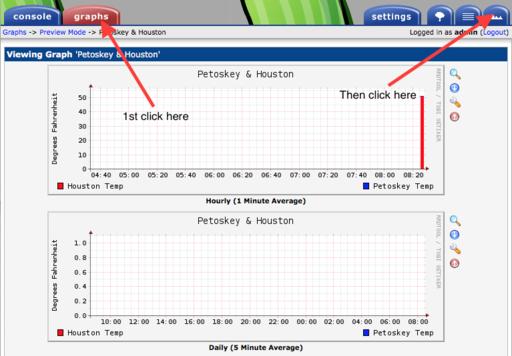 console graphs settings
Graphs -> Preview Mode -> Petoskey & Houston Logged in as admin (Logout)
Viewing Graph 'Petoskey & Houston'
Petoskey & Houston
Then click here
1st click here
Degrees Fahrenheit
50
40
30
20
10
0
04:40 05:00 05:20 05:40 06:00 06:20 06:40 07:00 07:20 07:40 08:00 08:20
Houston Temp Petoskey Temp
RRDTOOL / TOBI OETIKER
Hourly (1 Minute Average)
Petoskey & Houston
Degrees Fahrenheit
1.0
0.8
0.6
0.4
0.2
0.0
10:00 12:00 14:00 16:00 18:00 20:00 22:00 00:00 02:00 04:00 06:00 08:00
Houston Temp Petoskey Temp
RRDTOOL / TOBI OETIKER
Daily (5 Minute Average)